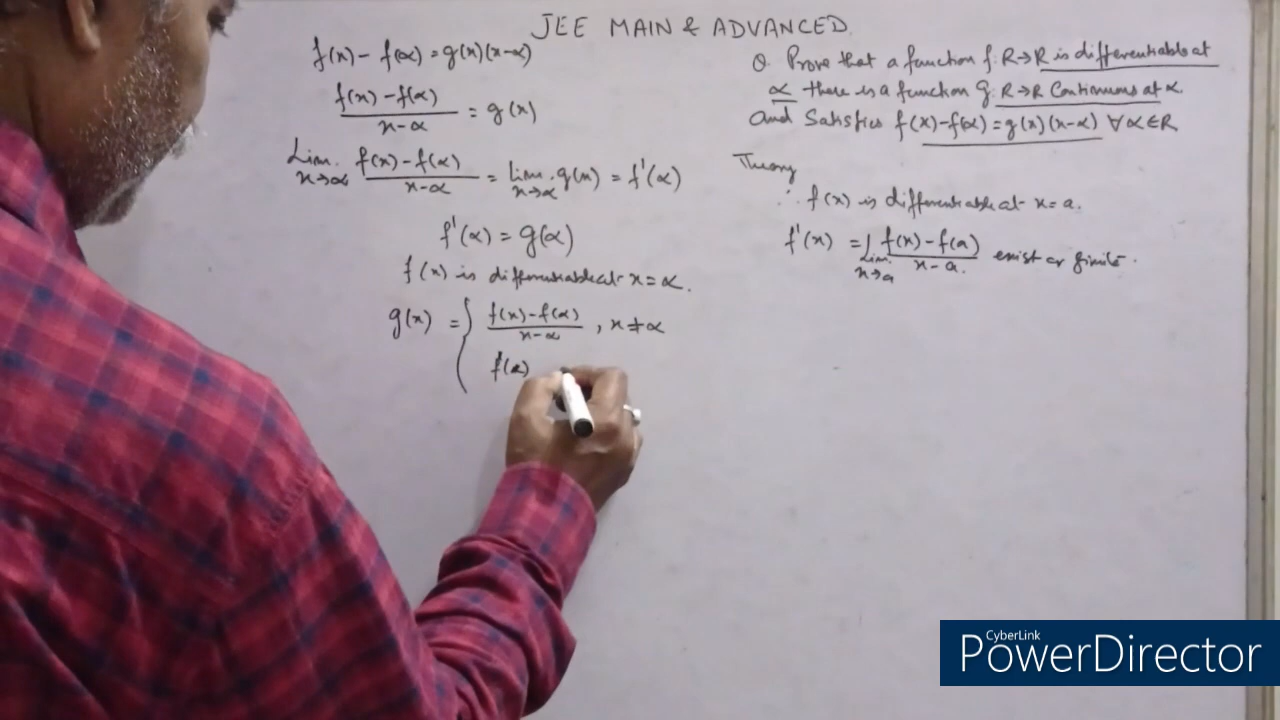 JEE MAIN & ADVANCED.
f(x) - f(α) = g(x)(x-α)
f(x) - f(α) / x-α = g(x)
Lim. x→α f(x) - f(α) / x-α = lim. x→α g(x) = f'(α)
f'(α) = g(α)
f(x) is differentiable at x = α.
g(x) = { f(x) - f(α) / x-α , x ≠ α
f'(α)
Q. Prove that a function f: R→R is differentiable at
α there is a function g: R→R Continuous at α.
And Satisfies f(x) - f(α) = g(x)(x-α) ∀ α ∈ R
Theory
∴ f(x) is differentiable at x = a.
f'(x) = Lim. x→a f(x) - f(a) / x-a. exist or finite.
CyberLink
PowerDirector